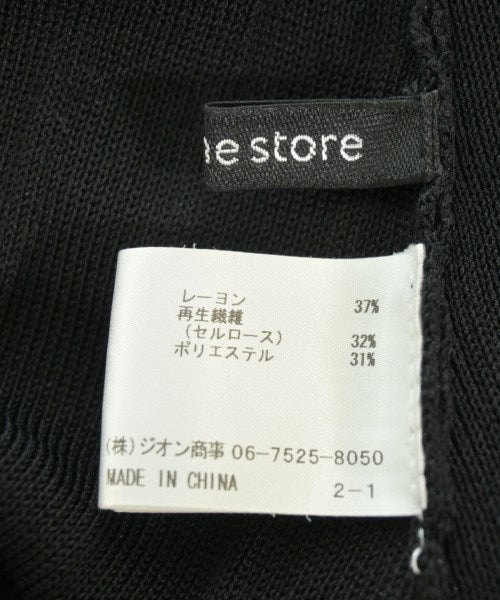 ne store
レーヨン 37%
再生繊維
(セルロース) 32%
ポリエステル 31%
(株)ジオン商事 06-7525-8050
MADE IN CHINA 2-1